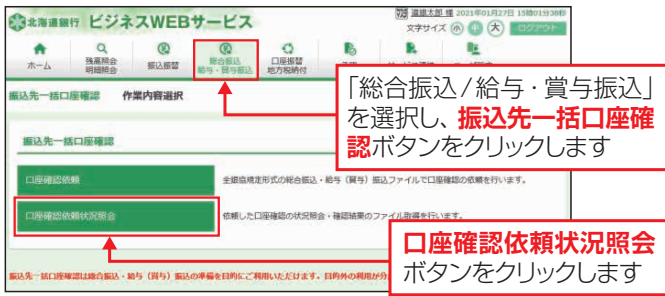 北海道銀行 ビジネスWEBサービス
道銀太郎 様 2021年01月27日 15時01分36秒
文字サイズ 小 中 大 ログアウト
ホーム
残高照会
明細照会
振込振替
総合振込
給与・賞与振込
口座振替
地方税納付
振込先一括口座確認 作業内容選択
「総合振込/給与・賞与振込」
を選択し、振込先一括口座確
認ボタンをクリックします
振込先一括口座確認
口座確認依頼
全銀協規定形式の総合振込・給与（賞与）振込ファイルで口座確認の依頼を行います。
口座確認依頼状況照会
依頼した口座確認の状況照会・確認結果のファイル取得を行います。
口座確認依頼状況照会
ボタンをクリックします
振込先一括口座確認は総合振込・給与（賞与）振込の準備を目的にご利用いただけます。目的外の利用が